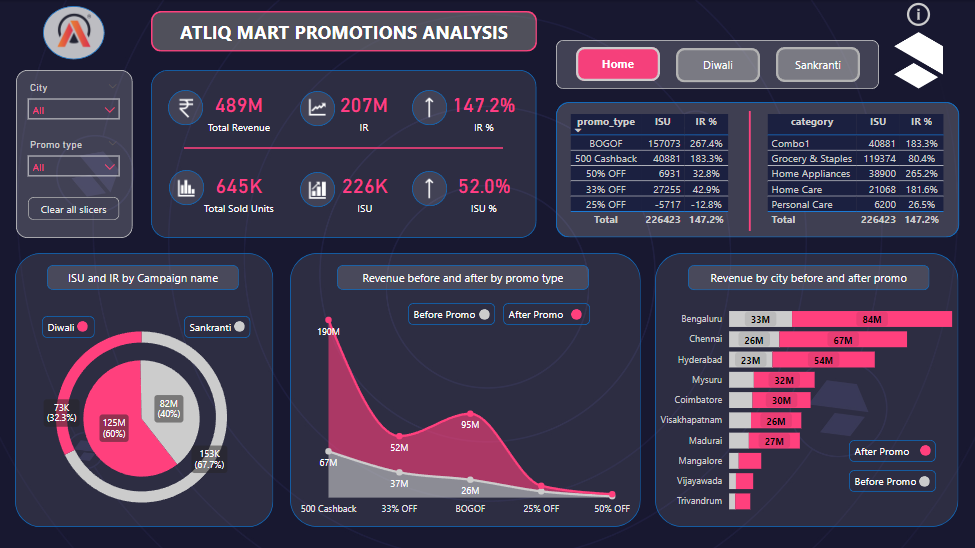 ATLIQ MART PROMOTIONS ANALYSIS
Home
Diwali
Sankranti
City
All
Promo type
All
Clear all slicers
489M
Total Revenue
207M
IR
147.2%
IR %
645K
Total Sold Units
226K
ISU
52.0%
ISU %
promo_type ISU IR %
BOGOF 157073 267.4%
500 Cashback 40881 183.3%
50% OFF 6931 32.8%
33% OFF 27255 42.9%
25% OFF -5717 -12.8%
Total 226423 147.2%
category ISU IR %
Combo1 40881 183.3%
Grocery & Staples 119374 80.4%
Home Appliances 38900 265.2%
Home Care 21068 181.6%
Personal Care 6200 26.5%
Total 226423 147.2%
ISU and IR by Campaign name
Diwali
Sankranti
73K
(32.3%)
125M
(60%)
82M
(40%)
153K
(67.7%)
Revenue before and after by promo type
Before Promo
After Promo
190M
52M
95M
67M
37M
26M
500 Cashback 33% OFF BOGOF 25% OFF 50% OFF
Revenue by city before and after promo
Bengaluru 33M 84M
Chennai 26M 67M
Hyderabad 23M 54M
Mysuru 32M
Coimbatore 30M
Visakhapatnam 26M
Madurai 27M
Mangalore
Vijayawada
Trivandrum
After Promo
Before Promo